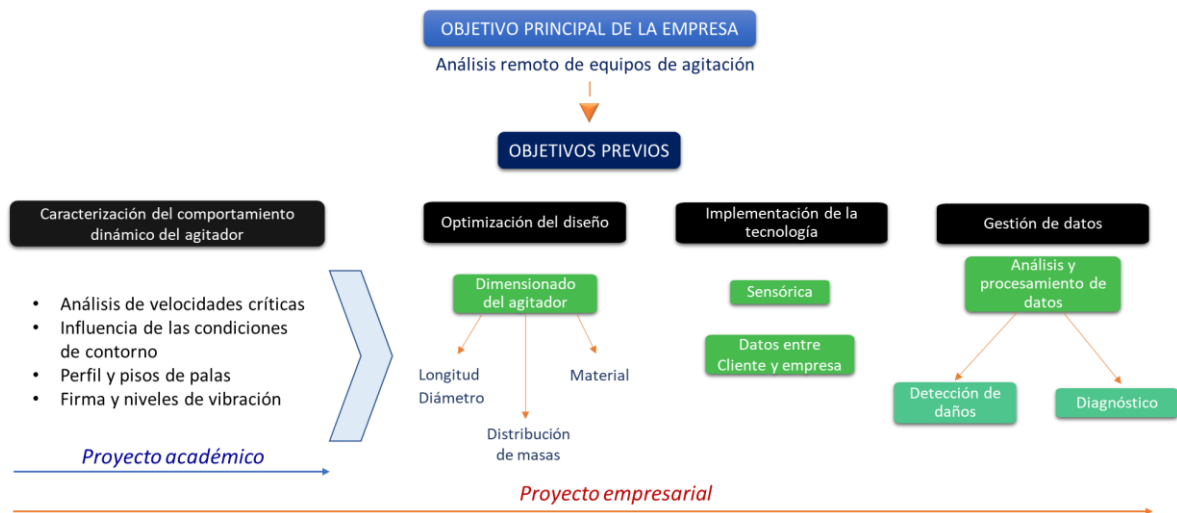 OBJETIVO PRINCIPAL DE LA EMPRESA
Análisis remoto de equipos de agitación
OBJETIVOS PREVIOS
Caracterización del comportamiento
dinámico del agitador
• Análisis de velocidades críticas
• Influencia de las condiciones
de contorno
• Perfil y pisos de palas
• Firma y niveles de vibración
Proyecto académico
Optimización del diseño
Dimensionado
del agitador
Longitud
Diámetro
Distribución
de masas
Material
Implementación de la
tecnología
Sensórica
Datos entre
Cliente y empresa
Gestión de datos
Análisis y
procesamiento de
datos
Detección de
daños
Diagnóstico
Proyecto empresarial